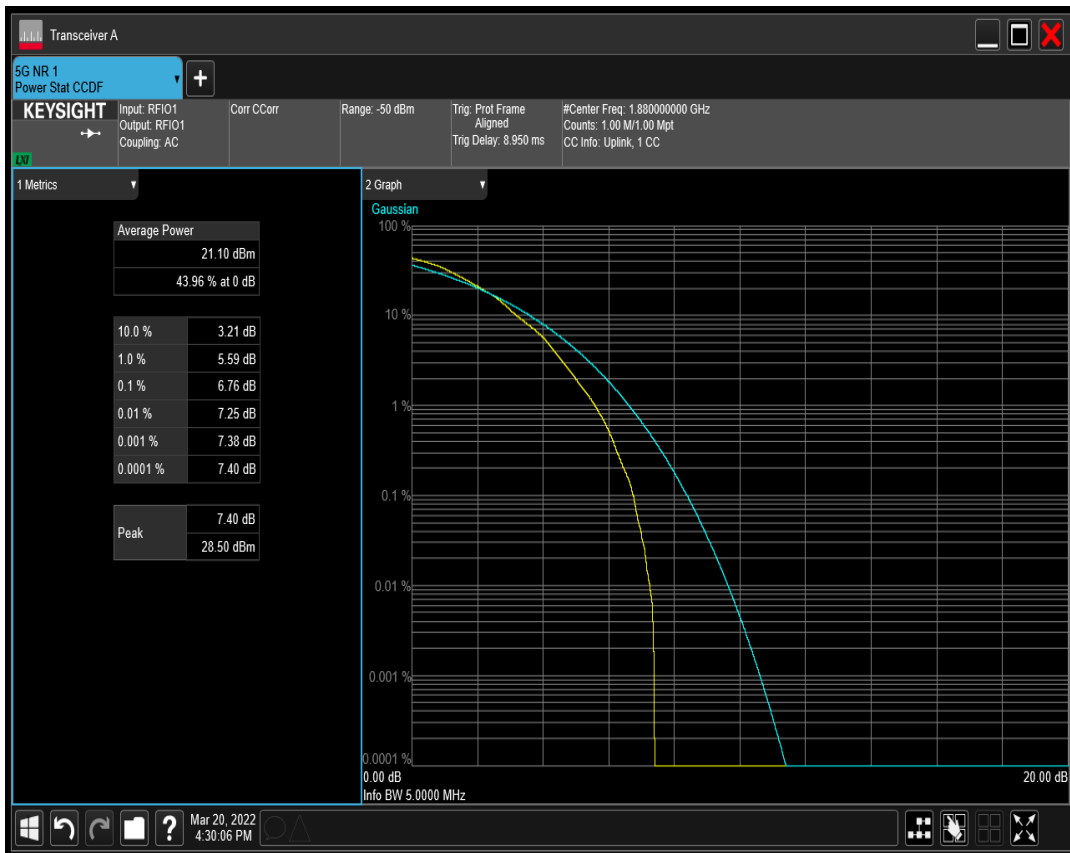 Transceiver A
5G NR 1
Power Stat CCDF
+
KEYSIGHT
LXI
Input: RFIO1
Output: RFIO1
Coupling: AC
Corr CCorr
Range: -50 dBm
Trig: Prot Frame
Aligned
Trig Delay: 8.950 ms
#Center Freq: 1.880000000 GHz
Counts: 1.00 M/1.00 Mpt
CC Info: Uplink, 1 CC
1 Metrics
Average Power
21.10 dBm
43.96 % at 0 dB
10.0 % 3.21 dB
1.0 % 5.59 dB
0.1 % 6.76 dB
0.01 % 7.25 dB
0.001 % 7.38 dB
0.0001 % 7.40 dB
Peak
7.40 dB
28.50 dBm
2 Graph
Gaussian
100 %
10 %
1 %
0.1 %
0.01 %
0.001 %
0.0001 %
0.00 dB 20.00 dB
Info BW 5.0000 MHz
?
Mar 20, 2022
4:30:06 PM